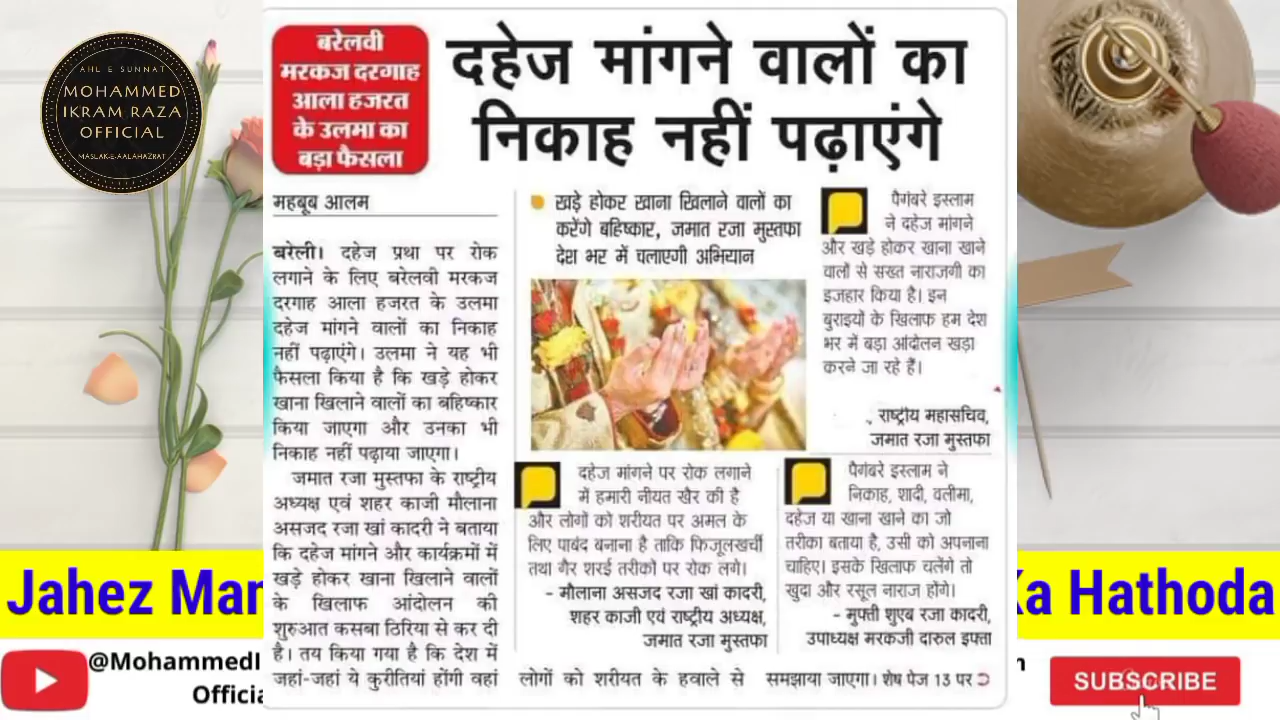 AHL E SUNNAT
MOHAMMED
IKRAM RAZA
OFFICIAL
MASLAK-E-AALAHAZRAT
बरेलवी
मरकज दरगाह
आला हजरत
के उलमा का
बड़ा फैसला
दहेज मांगने वालों का
निकाह नहीं पढ़ाएंगे
महबूब आलम
बरेली। दहेज प्रथा पर रोक
लगाने के लिए बरेलवी मरकज
दरगाह आला हजरत के उलमा
दहेज मांगने वालों का निकाह
नहीं पढ़ाएंगे। उलमा ने यह भी
फैसला किया है कि खड़े होकर
खाना खिलाने वालों का बहिष्कार
किया जाएगा और उनका भी
निकाह नहीं पढ़ाया जाएगा।
जमात रजा मुस्तफा के राष्ट्रीय
अध्यक्ष एवं शहर काजी मौलाना
असजद रजा खां कादरी ने बताया
कि दहेज मांगने और कार्यक्रमों में
खड़े होकर खाना खिलाने वालों
के खिलाफ आंदोलन की
शुरुआत कसबा ठिरिया से कर दी
है। तय किया गया है कि देश में
जहां-जहां ये कुरीतियां होंगी वहां
खड़े होकर खाना खिलाने वालों का
करेंगे बहिष्कार, जमात रजा मुस्तफा
देश भर में चलाएगी अभियान
पैगंबरे इस्लाम
ने दहेज मांगने
और खड़े होकर खाना खाने
वालों से सख्त नाराजगी का
इजहार किया है। इन
बुराइयों के खिलाफ हम देश
भर में बड़ा आंदोलन खड़ा
करने जा रहे हैं।
राष्ट्रीय महासचिव,
जमात रजा मुस्तफा
दहेज मांगने पर रोक लगाने
में हमारी नीयत खैर की है
और लोगों को शरीयत पर अमल के
लिए पाबंद बनाना है ताकि फिजूलखर्ची
तथा गैर शरई तरीकों पर रोक लगे।
- मौलाना असजद रजा खां कादरी,
शहर काजी एवं राष्ट्रीय अध्यक्ष,
जमात रजा मुस्तफा
पैगंबरे इस्लाम ने
निकाह, शादी, वलीमा,
दहेज या खाना खाने का जो
तरीका बताया है, उसी को अपनाना
चाहिए। इसके खिलाफ चलेंगे तो
खुदा और रसूल नाराज होंगे।
- मुफ्ती शुएब रजा कादरी,
उपाध्यक्ष मरकजी दारुल इफ्ता
लोगों को शरीयत के हवाले से समझाया जाएगा। शेष पेज 13 पर
Jahez Man
Ka Hathoda
@MohammedI
Officia
n
SUBSCRIBE